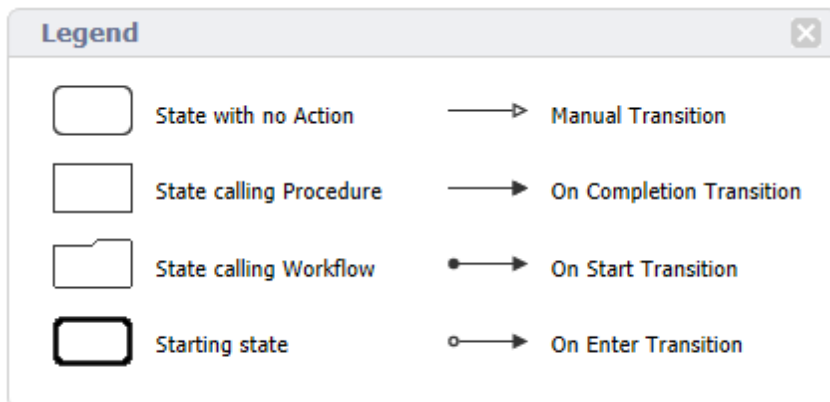 Legend
State with no Action
Manual Transition
State calling Procedure
On Completion Transition
State calling Workflow
On Start Transition
Starting state
On Enter Transition